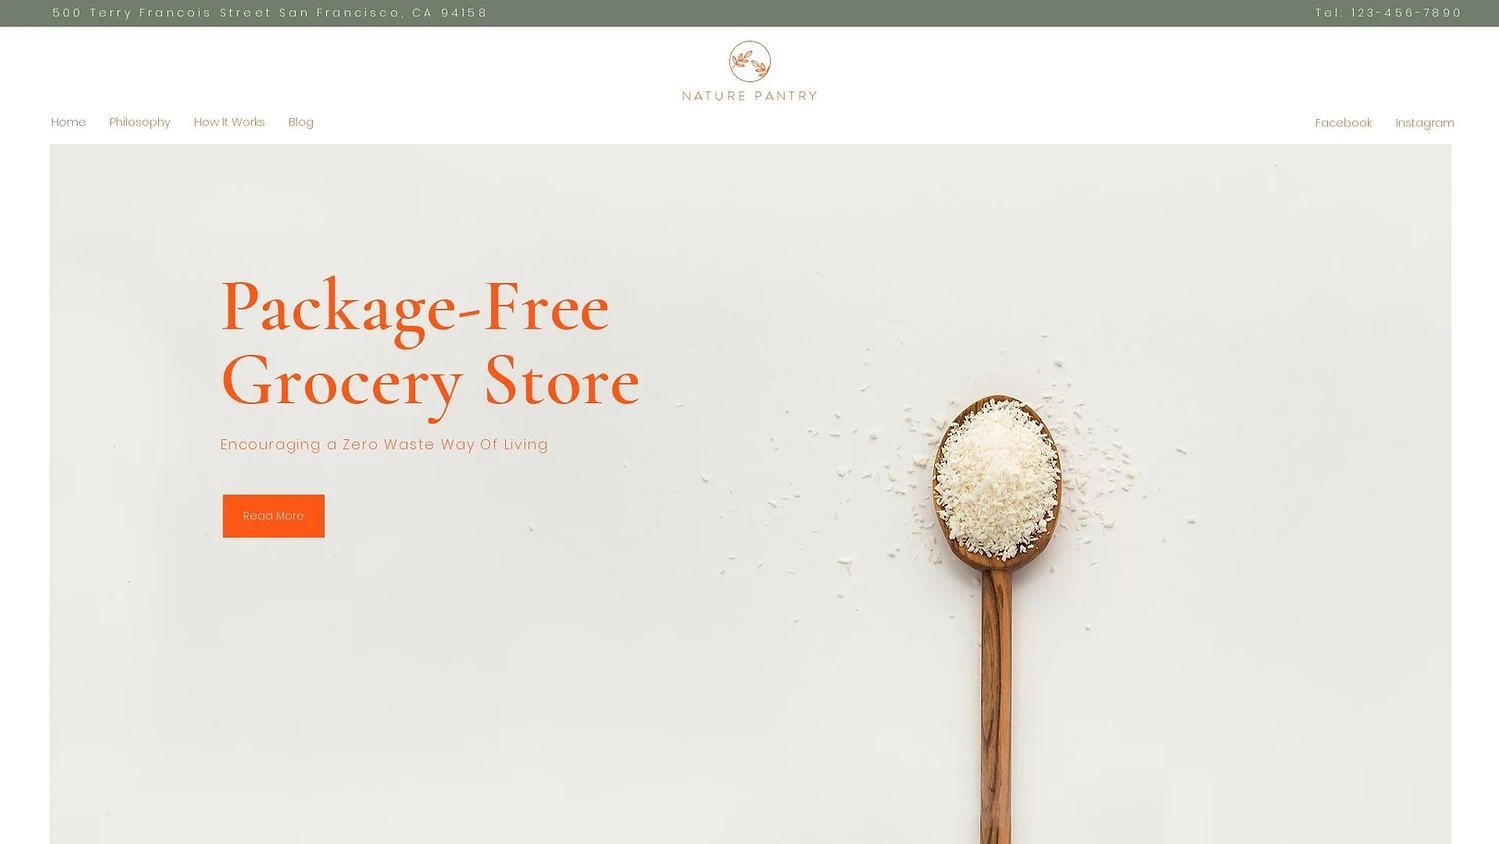 500 Terry Francois Street San Francisco, CA 94158
Tel: 123-456-7890
NATURE PANTRY
Home
Philosophy
How It Works
Blog
Facebook
Instagram
Package-Free
Grocery Store
Encouraging a Zero Waste Way Of Living
Read More